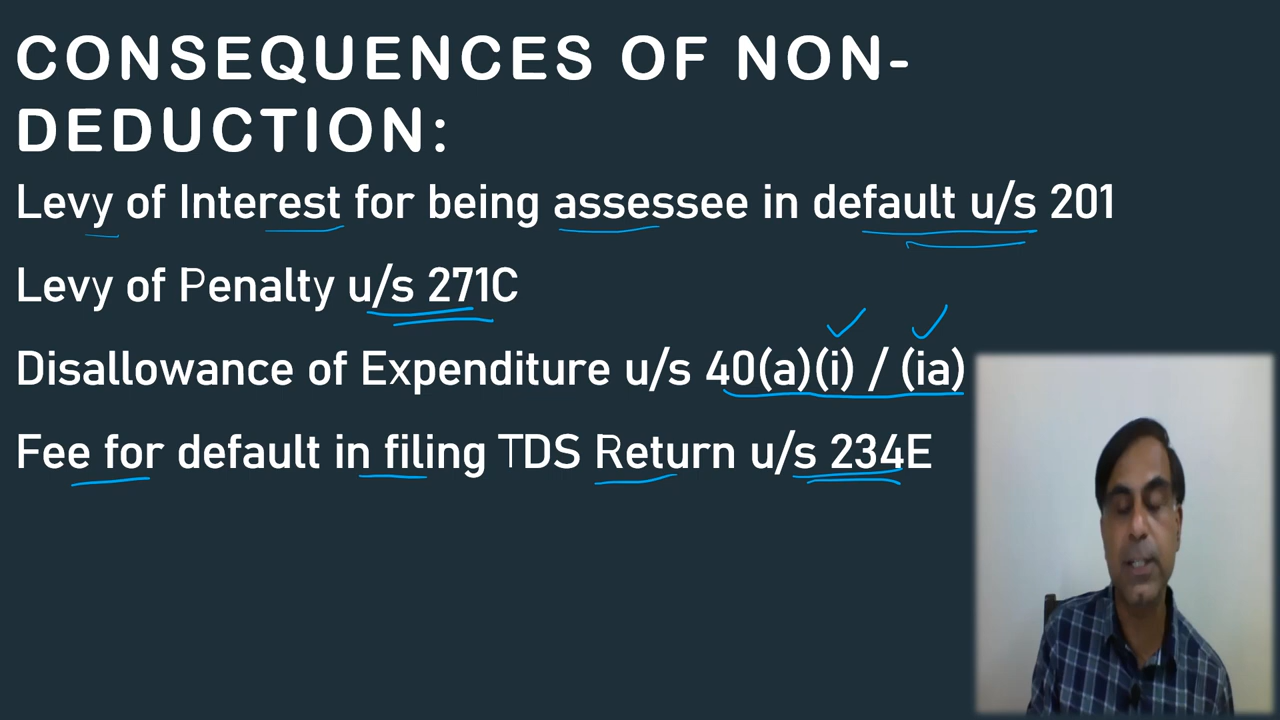 CONSEQUENCES OF NON-
DEDUCTION:
Levy of Interest for being assessee in default u/s 201
Levy of Penalty u/s 271C
Disallowance of Expenditure u/s 40(a)(i) / (ia)
Fee for default in filing TDS Return u/s 234E